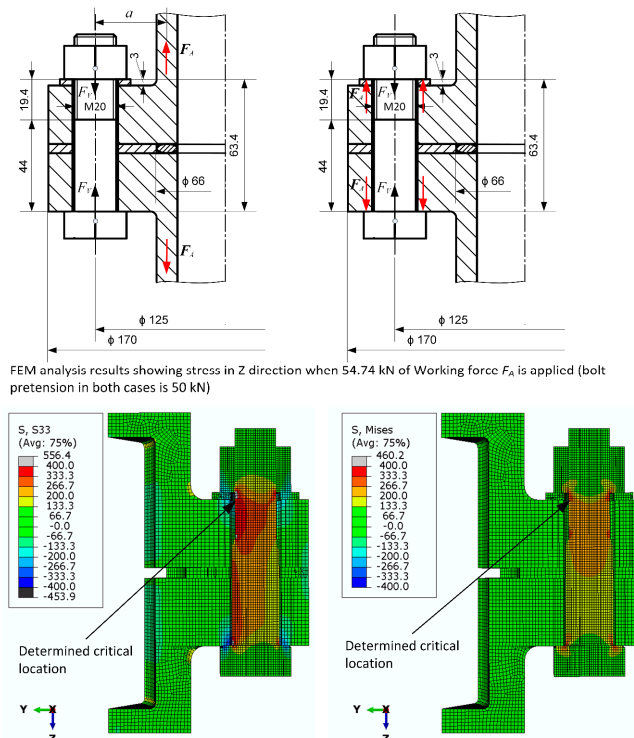 a
F_A
3
F_V
M20
19.4
44
63.4
ϕ 66
F_V
F_A
ϕ 125
ϕ 170
3
F_A
F_V
M20
19.4
44
63.4
ϕ 66
F_A
F_V
ϕ 125
ϕ 170
FEM analysis results showing stress in Z direction when 54.74 kN of Working force F_A is applied (bolt
pretension in both cases is 50 kN)
S, S33
(Avg: 75%)
556.4
400.0
333.3
266.7
200.0
133.3
66.7
-0.0
-66.7
-133.3
-200.0
-266.7
-333.3
-400.0
-453.9
Determined critical
location
Y
X
Z
S, Mises
(Avg: 75%)
460.2
400.0
333.3
266.7
200.0
133.3
66.7
-0.0
-66.7
-133.3
-200.0
-266.7
-333.3
400.0
Determined critical
location
Y
X
Z